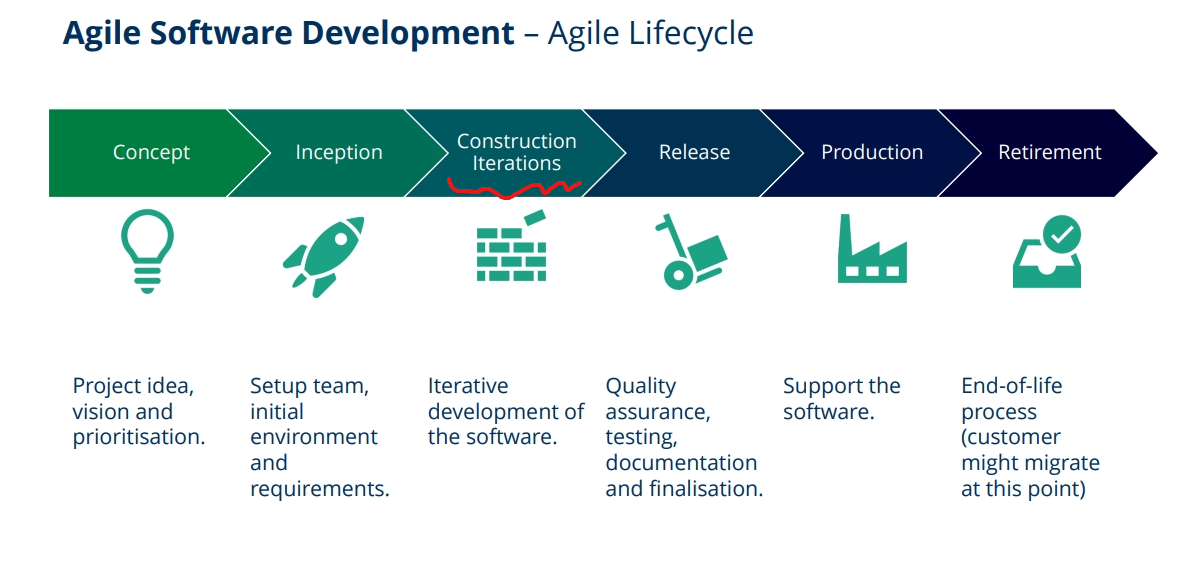 Agile Software Development – Agile Lifecycle
Concept
Inception
Construction
Iterations
Release
Production
Retirement
Project idea,
vision and
prioritisation.
Setup team,
initial
environment
and
requirements.
Iterative
development of
the software.
Quality
assurance,
testing,
documentation
and finalisation.
Support the
software.
End-of-life
process
(customer
might migrate
at this point)